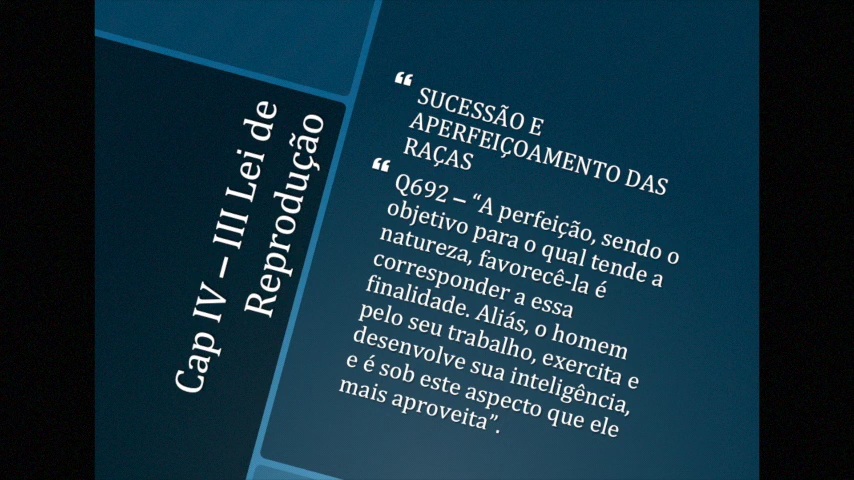 Cap IV – III Lei de
Reprodução
SUCESSÃO E
APERFEIÇOAMENTO DAS
RAÇAS
Q692 – “A perfeição, sendo o
objetivo para o qual tende a
natureza, favorecê-la é
corresponder a essa
finalidade. Aliás, o homem
pelo seu trabalho, exercita e
desenvolve sua inteligência,
e é sob este aspecto que ele
mais aproveita”.